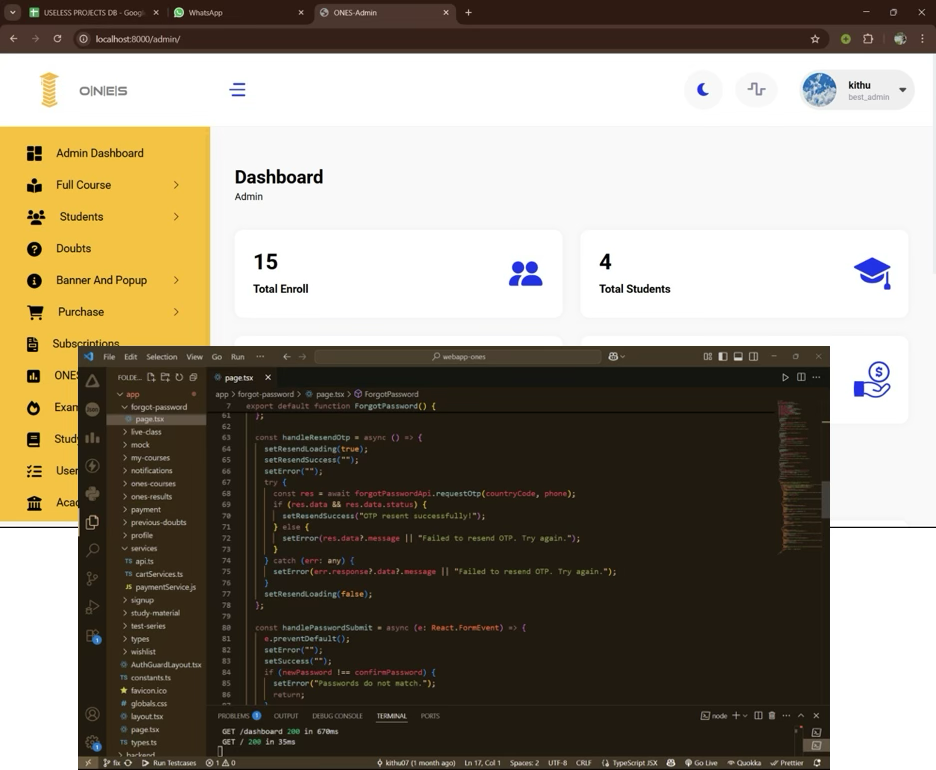 USELESS PROJECTS DB - Goog
WhatsApp
ONES-Admin
localhost:8000/admin/
O|N|E|S
kithu
best_admin
Admin Dashboard
Full Course
Students
Doubts
Banner And Popup
Purchase
Subscriptions
ONE
Exam
Study
User
Aca
Dashboard
Admin
15
Total Enroll
4
Total Students
File Edit Selection View Go Run ···
webapp-ones
FOLDE...
app
forgot-password
page.tsx
live-class
mock
my-courses
notifications
ones-courses
ones-results
payment
previous-doubts
profile
services
TS api.ts
TS cartServices.ts
JS paymentService.js
signup
study-material
test-series
types
wishlist
AuthGuardLayout.tsx
TS constants.ts
favicon.ico
# globals.css
layout.tsx
page.tsx
TS types.ts
backend
page.tsx
app > forgot-password > page.tsx > ForgotPassword
7 export default function ForgotPassword() {
61 };
62
63 const handleResendOtp = async () => {
64 setResendLoading(true);
65 setResendSuccess("");
66 setError("");
67 try {
68 const res = await forgotPasswordApi.requestOtp(countryCode, phone);
69 if (res.data && res.data.status) {
70 setResendSuccess("OTP resent successfully!");
71 } else {
72 setError(res.data?.message || "Failed to resend OTP. Try again.");
73 }
74 } catch (err: any) {
75 setError(err.response?.data?.message || "Failed to resend OTP. Try again.");
76 }
77 setResendLoading(false);
78 };
79
80 const handlePasswordSubmit = async (e: React.FormEvent) => {
81 e.preventDefault();
82 setError("");
83 setSuccess("");
84 if (newPassword !== confirmPassword) {
85 setError("Passwords do not match.");
86 return;
PROBLEMS 1 OUTPUT DEBUG CONSOLE TERMINAL PORTS
node
GET /dashboard 200 in 670ms
GET / 200 in 35ms
fix Run Testcases 1 0 kithu07 (1 month ago) Ln 17, Col 1 Spaces: 2 UTF-8 CRLF TypeScript JSX Go Live Quokka Prettier